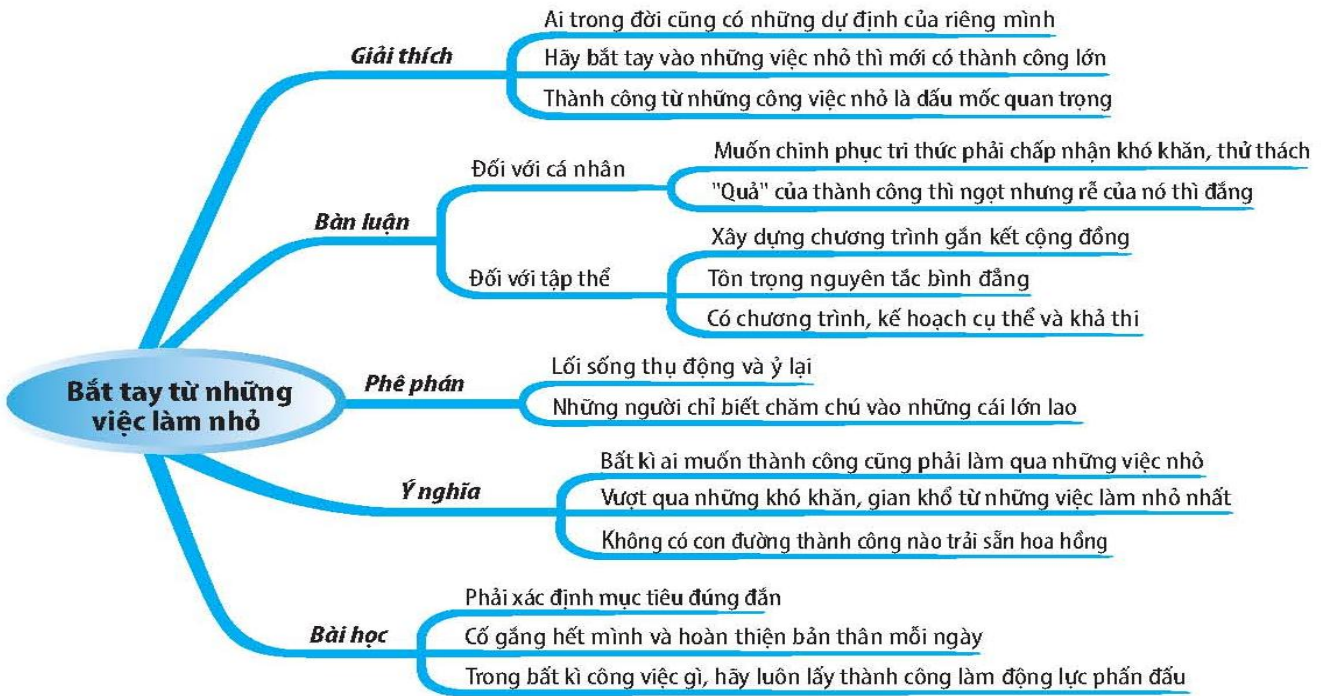 Bắt tay từ những
việc làm nhỏ
Giải thích
Ai trong đời cũng có những dự định của riêng mình
Hãy bắt tay vào những việc nhỏ thì mới có thành công lớn
Thành công từ những công việc nhỏ là dấu mốc quan trọng
Bàn luận
Đối với cá nhân
Muốn chinh phục tri thức phải chấp nhận khó khăn, thử thách
"Quả" của thành công thì ngọt nhưng rễ của nó thì đắng
Đối với tập thể
Xây dựng chương trình gắn kết cộng đồng
Tôn trọng nguyên tắc bình đẳng
Có chương trình, kế hoạch cụ thể và khả thi
Phê phán
Lối sống thụ động và ỷ lại
Những người chỉ biết chăm chú vào những cái lớn lao
Ý nghĩa
Bất kì ai muốn thành công cũng phải làm qua những việc nhỏ
Vượt qua những khó khăn, gian khổ từ những việc làm nhỏ nhất
Không có con đường thành công nào trải sẵn hoa hồng
Bài học
Phải xác định mục tiêu đúng đắn
Cố gắng hết mình và hoàn thiện bản thân mỗi ngày
Trong bất kì công việc gì, hãy luôn lấy thành công làm động lực phấn đấu